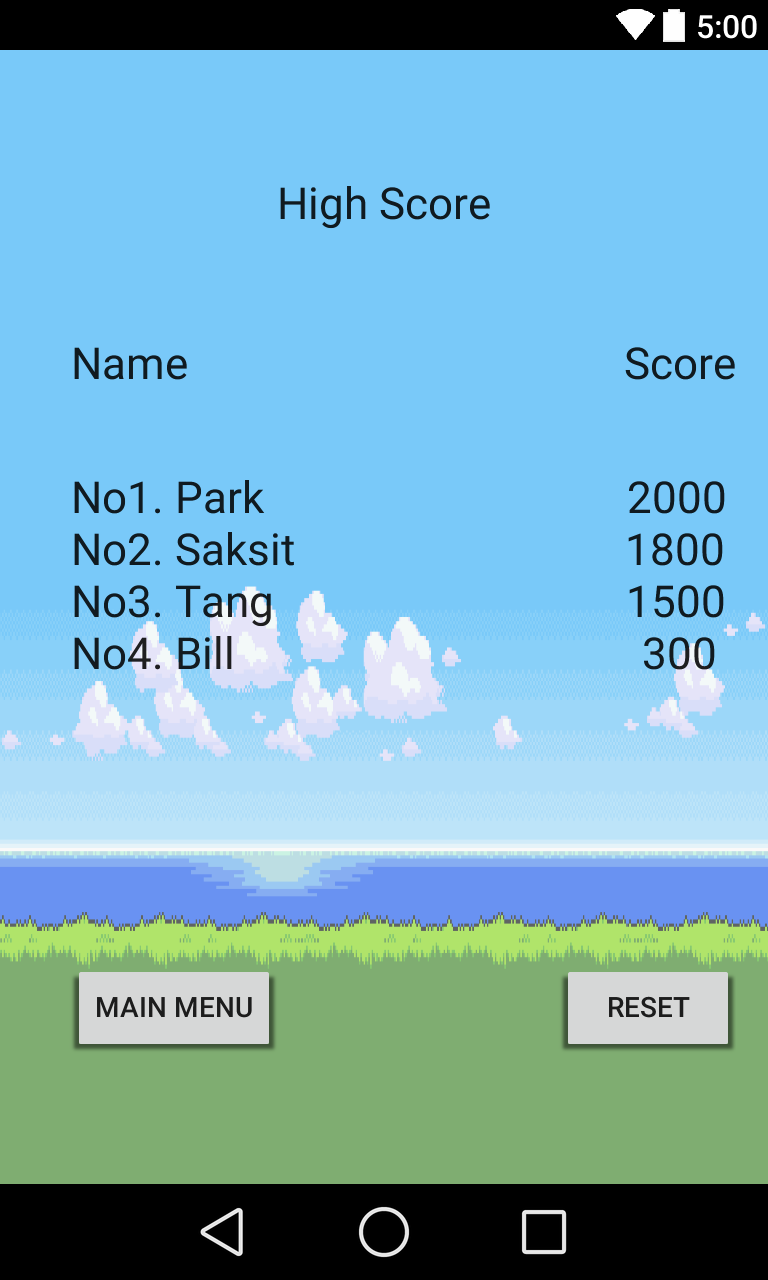 5:00
High Score
Name Score
No1. Park 2000
No2. Saksit 1800
No3. Tang 1500
No4. Bill 300
MAIN MENU RESET